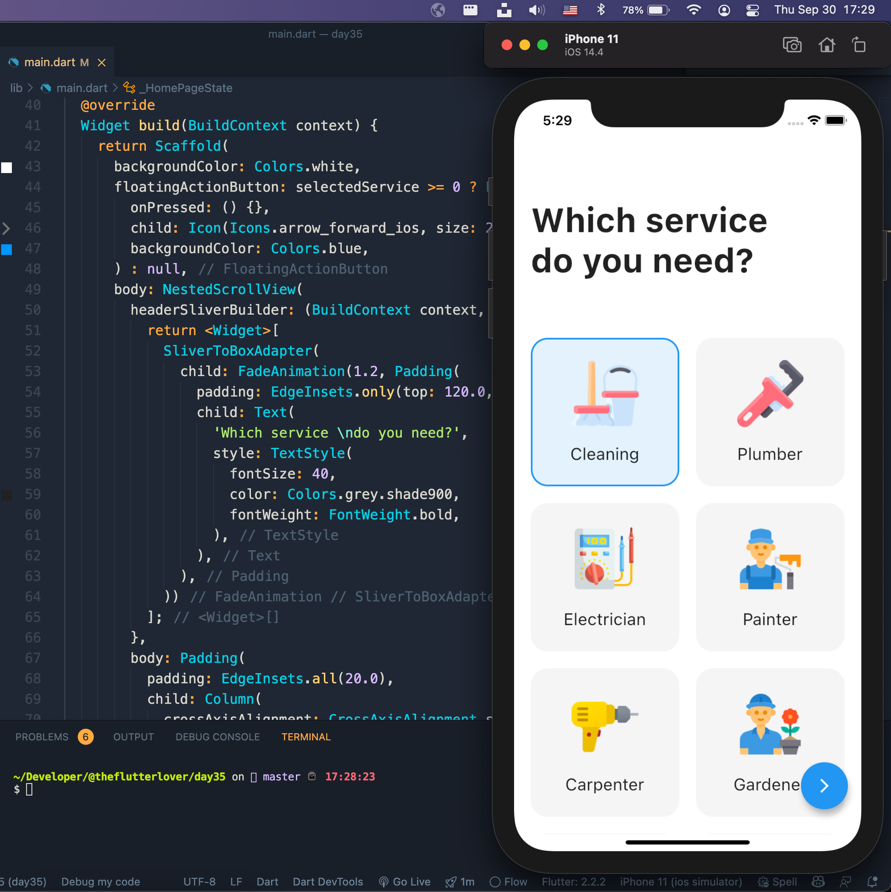 78% Thu Sep 30 17:29
main.dart — day35
main.dart M
lib > main.dart > _HomePageState
40 @override
41 Widget build(BuildContext context) {
42 return Scaffold(
43 backgroundColor: Colors.white,
44 floatingActionButton: selectedService >= 0 ?
45 onPressed: () {},
46 child: Icon(Icons.arrow_forward_ios, size: 2
47 backgroundColor: Colors.blue,
48 ) : null, // FloatingActionButton
49 body: NestedScrollView(
50 headerSliverBuilder: (BuildContext context,
51 return <Widget>[
52 SliverToBoxAdapter(
53 child: FadeAnimation(1.2, Padding(
54 padding: EdgeInsets.only(top: 120.0,
55 child: Text(
56 'Which service \ndo you need?',
57 style: TextStyle(
58 fontSize: 40,
59 color: Colors.grey.shade900,
60 fontWeight: FontWeight.bold,
61 ), // TextStyle
62 ), // Text
63 ), // Padding
64 )) // FadeAnimation // SliverToBoxAdapte
65 ]; // <Widget>[]
66 },
67 body: Padding(
68 padding: EdgeInsets.all(20.0),
69 child: Column(
70 crossAxisAlignment: CrossAxisAlignment.s
PROBLEMS 6 OUTPUT DEBUG CONSOLE TERMINAL
~/Developer/@theflutterlover/day35 on master 17:28:23
$
5 (day35) Debug my code UTF-8 LF Dart Dart DevTools Go Live 1m Flow Flutter: 2.2.2 iPhone 11 (ios simulator) Spell
iPhone 11
iOS 14.4
5:29
Which service
do you need?
Cleaning
Plumber
100
Electrician
Painter
Carpenter
Gardene